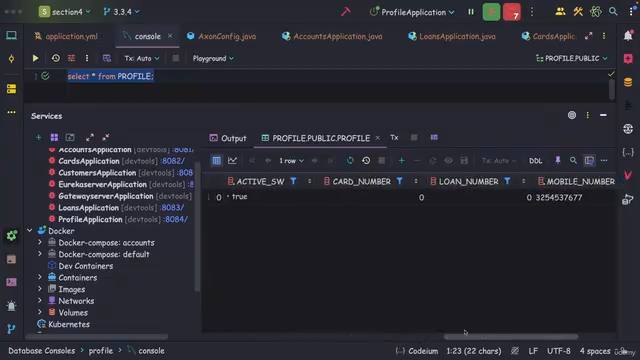 section4
3.3.4
ProfileApplication
7
application.yml
console
AxonConfig.java
AccountsApplication.java
LoansApplication.java
CardsApplic
Tx: Auto
Playground
PROFILE.PUBLIC
1
select * from PROFILE;
Services
Output
PROFILE.PUBLIC.PROFILE
Tx
AccountsApplication [devtools] :8081/
CardsApplication [devtools] :8082/
CustomersApplication [devtools]
EurekaserverApplication [devtools]
GatewayserverApplication [devtools]
LoansApplication [devtools] :8083/
ProfileApplication [devtools] :8084/
Docker
Docker-compose: accounts
Docker-compose: default
Dev Containers
Containers
Images
Networks
Volumes
Kubernetes
1 row
Tx: Auto
DDL
ACTIVE_SW
CARD_NUMBER
LOAN_NUMBER
MOBILE_NUMBER
0 true
0
0 3254537677
Database Consoles
profile
console
Codeium
1:23 (22 chars)
LF
UTF-8
4 spaces
Udemy